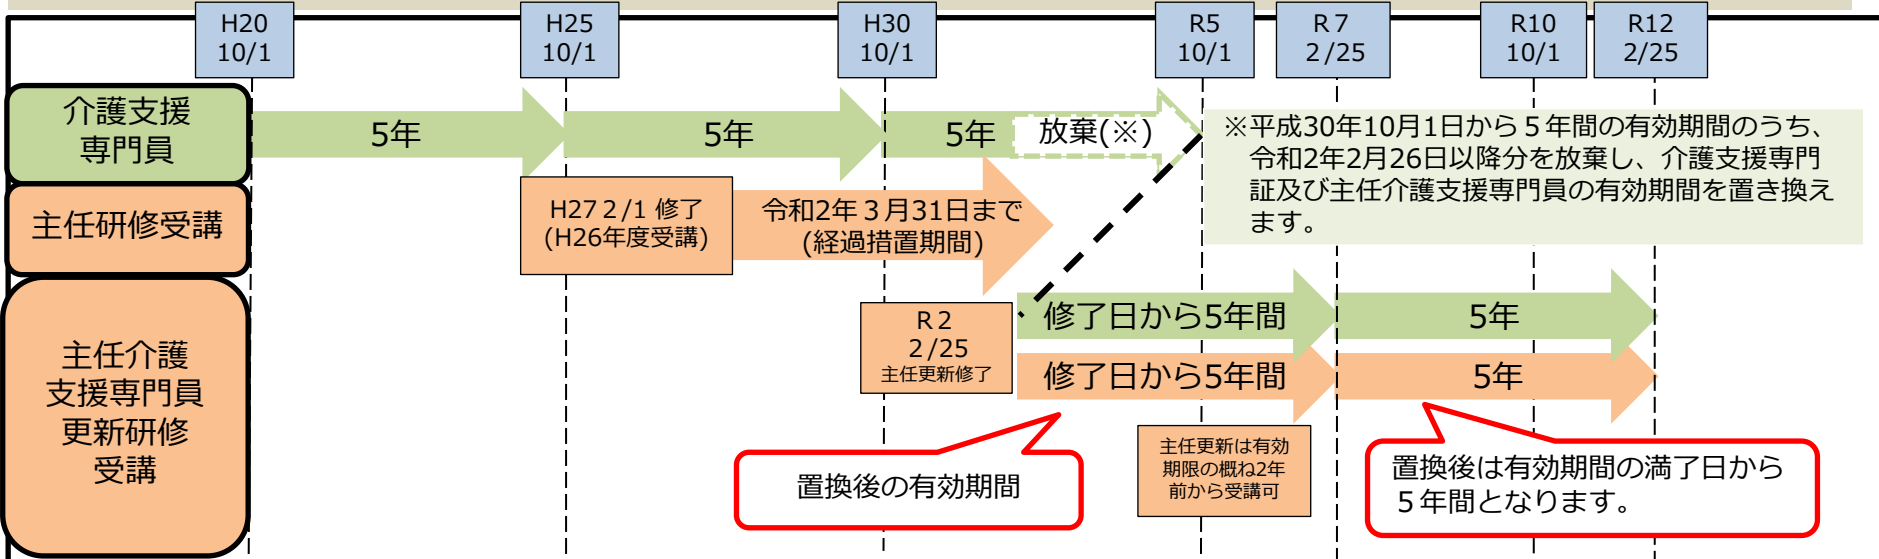 H20
10/1
H25
10/1
H30
10/1
R5
10/1
R７
２/25
R10
10/1
R12
2/25
介護支援
専門員
5年
5年
5年
放棄(※)
※平成30年10月1日から５年間の有効期間のうち、
令和2年2月26日以降分を放棄し、介護支援専門
証及び主任介護支援専門員の有効期間を置き換え
ます。
主任研修受講
H27２/1 修了
(H26年度受講)
令和2年３月31日まで
(経過措置期間)
主任介護
支援専門員
更新研修
受講
R２
２/25
主任更新修了
修了日から5年間
5年
修了日から5年間
5年
置換後の有効期間
主任更新は有効
期限の概ね2年
前から受講可
置換後は有効期間の満了日から
５年間となります。